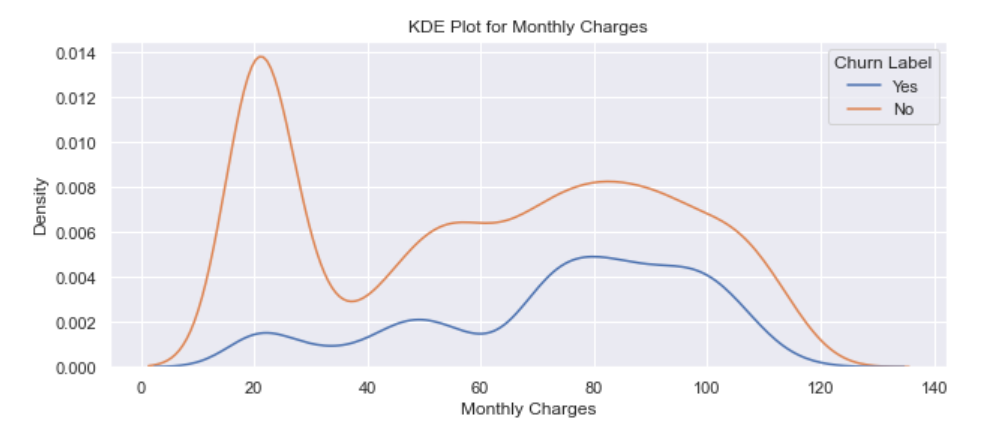 KDE Plot for Monthly Charges
Churn Label
Yes
No
Density
0.014
0.012
0.010
0.008
0.006
0.004
0.002
0.000
0 20 40 60 80 100 120 140
Monthly Charges